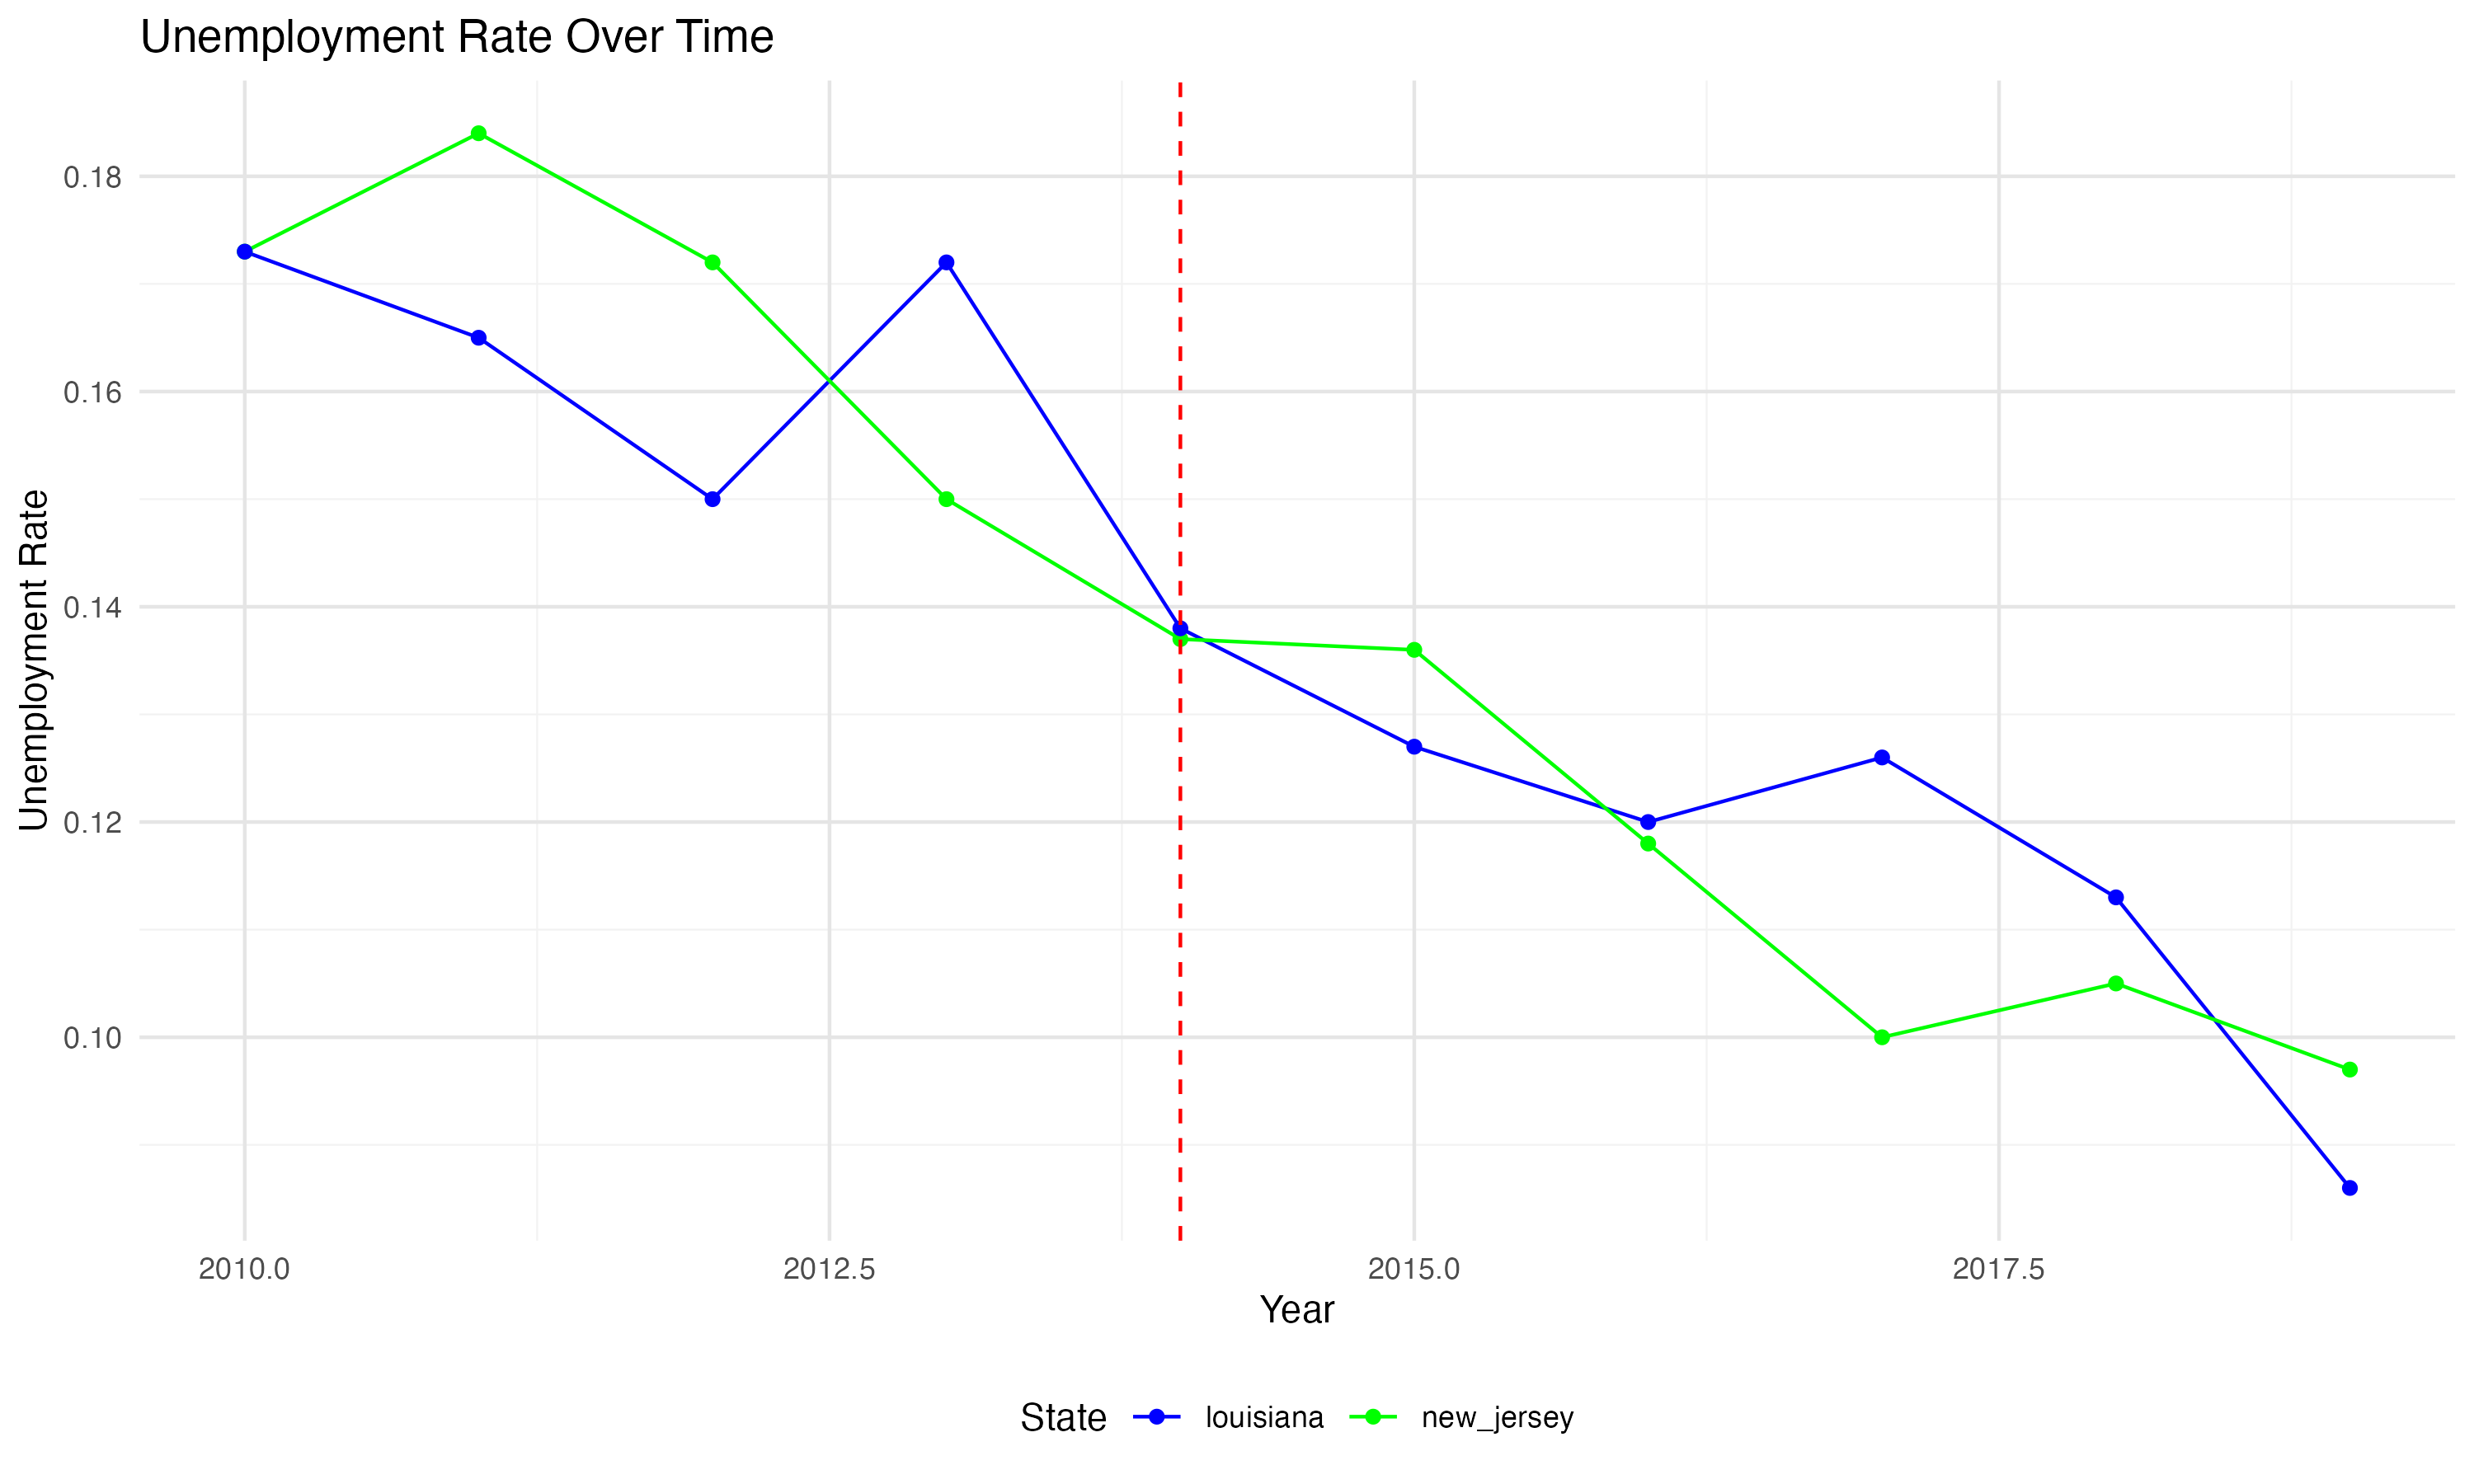 Unemployment Rate Over Time
Unemployment Rate
0.18
0.16
0.14
0.12
0.10
2010.0 2012.5 2015.0 2017.5
Year
State louisiana new_jersey